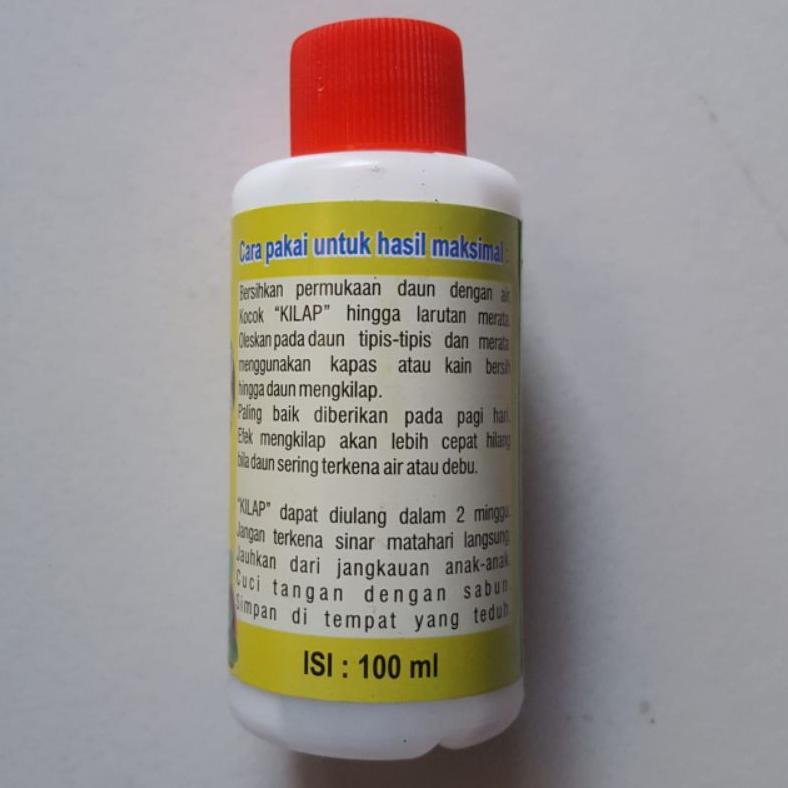 Cara pakai untuk hasil maksimal :
Bersihkan permukaan daun dengan air.
Kocok "KILAP" hingga larutan merata.
Oleskan pada daun tipis-tipis dan merata
menggunakan kapas atau kain bersih
hingga daun mengkilap.
Paling baik diberikan pada pagi hari.
Efek mengkilap akan lebih cepat hilang
bila daun sering terkena air atau debu.
"KILAP" dapat diulang dalam 2 minggu.
Jangan terkena sinar matahari langsung.
Jauhkan dari jangkauan anak-anak.
Cuci tangan dengan sabun.
Simpan di tempat yang teduh.
ISI : 100 ml